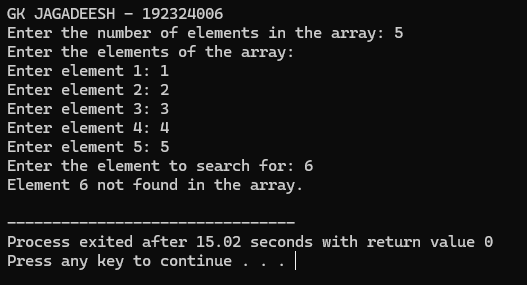 GK JAGADEESH - 192324006
Enter the number of elements in the array: 5
Enter the elements of the array:
Enter element 1: 1
Enter element 2: 2
Enter element 3: 3
Enter element 4: 4
Enter element 5: 5
Enter the element to search for: 6
Element 6 not found in the array.
--------------------------------
Process exited after 15.02 seconds with return value 0
Press any key to continue . . .